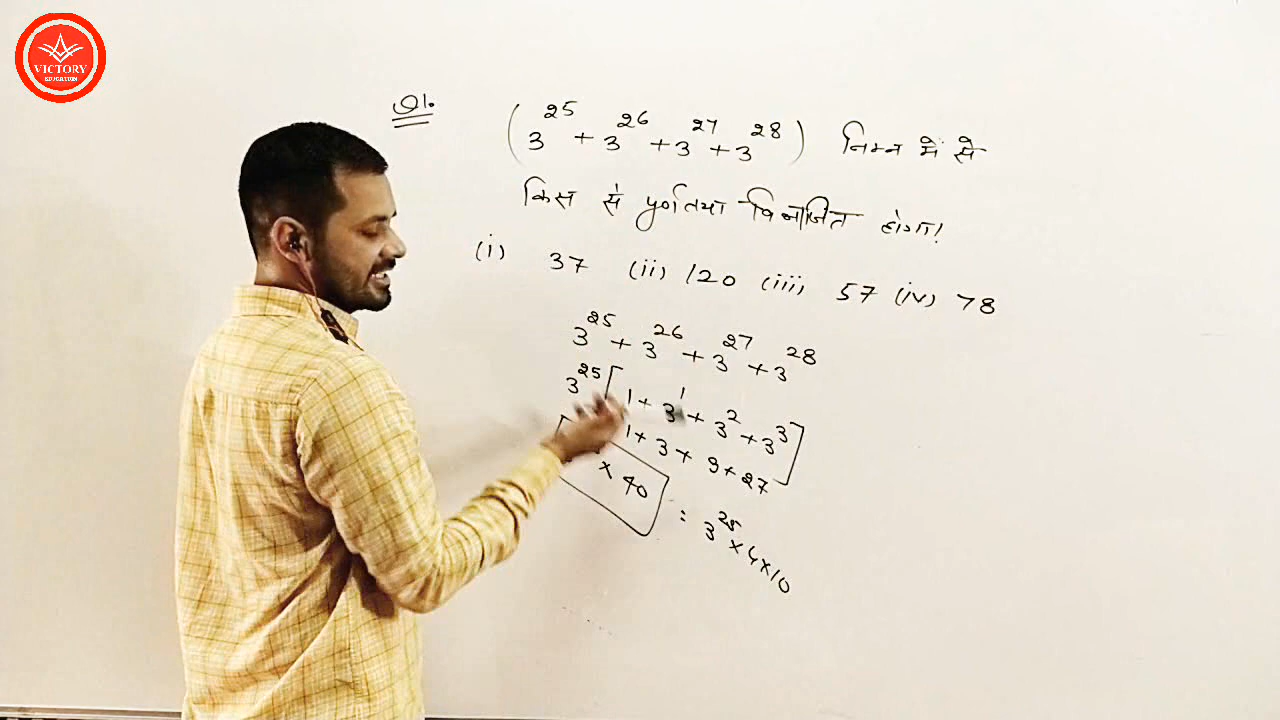 VICTORY
EDUCATION
Q1. (3²⁵ + 3²⁶ + 3²⁷ + 3²⁸) निम्न में से
किस से पूर्णतया विभाजित होगा!
(i) 37 (ii) 120 (iii) 57 (iv) 78
3²⁵ + 3²⁶ + 3²⁷ + 3²⁸
3²⁵ [1 + 3¹ + 3² + 3³]
1 + 3 + 9 + 27
× 40
= 3²⁵ × 4 × 10